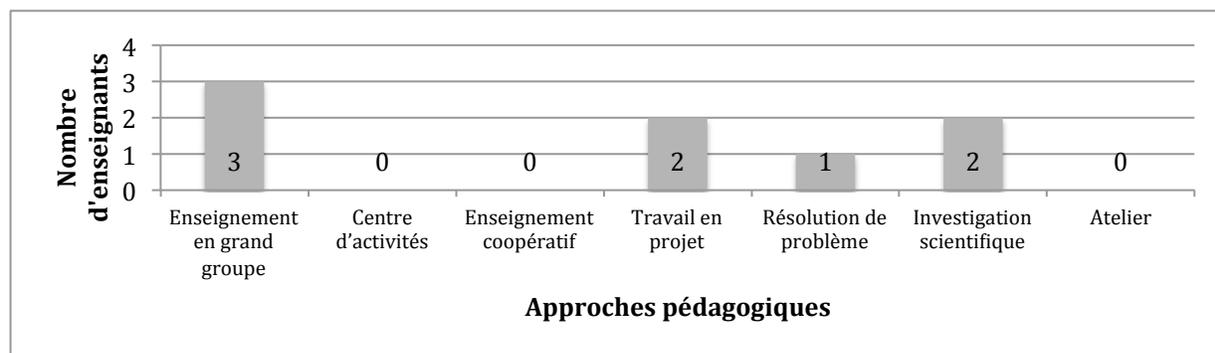 Nombre
d'enseignants
4
3
2
1
0
3
0
0
2
1
2
0
Enseignement
en grand
groupe
Centre
d’activités
Enseignement
coopératif
Travail en
projet
Résolution de
problème
Investigation
scientifique
Atelier
Approches pédagogiques